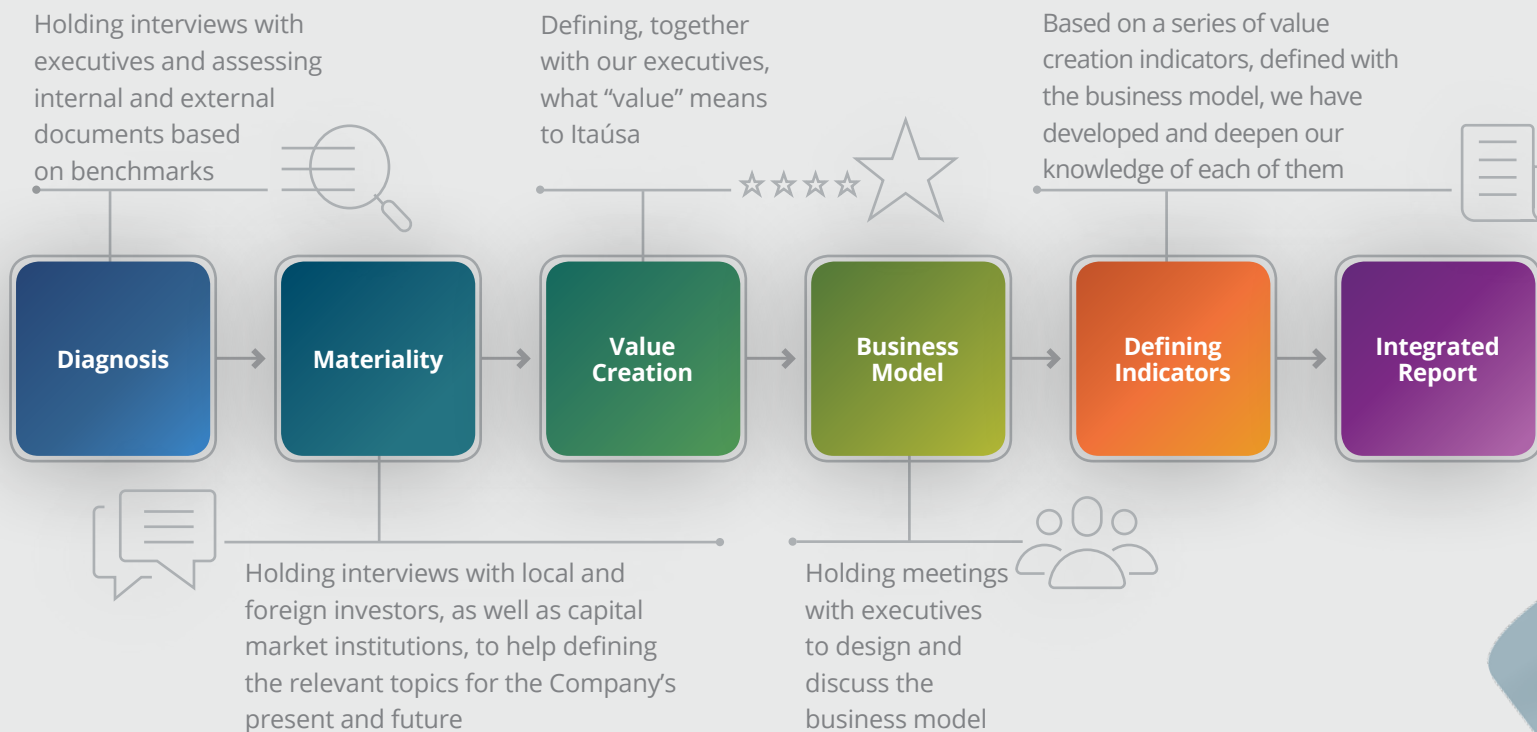 Holding interviews with
executives and assessing
internal and external
documents based
on benchmarks
Defining, together
with our executives,
what “value” means
to Itaúsa
Based on a series of value
creation indicators, defined with
the business model, we have
developed and deepen our
knowledge of each of them
Diagnosis
Materiality
Value
Creation
Business
Model
Defining
Indicators
Integrated
Report
Holding interviews with local and
foreign investors, as well as capital
market institutions, to help defining
the relevant topics for the Company’s
present and future
Holding meetings
with executives
to design and
discuss the
business model